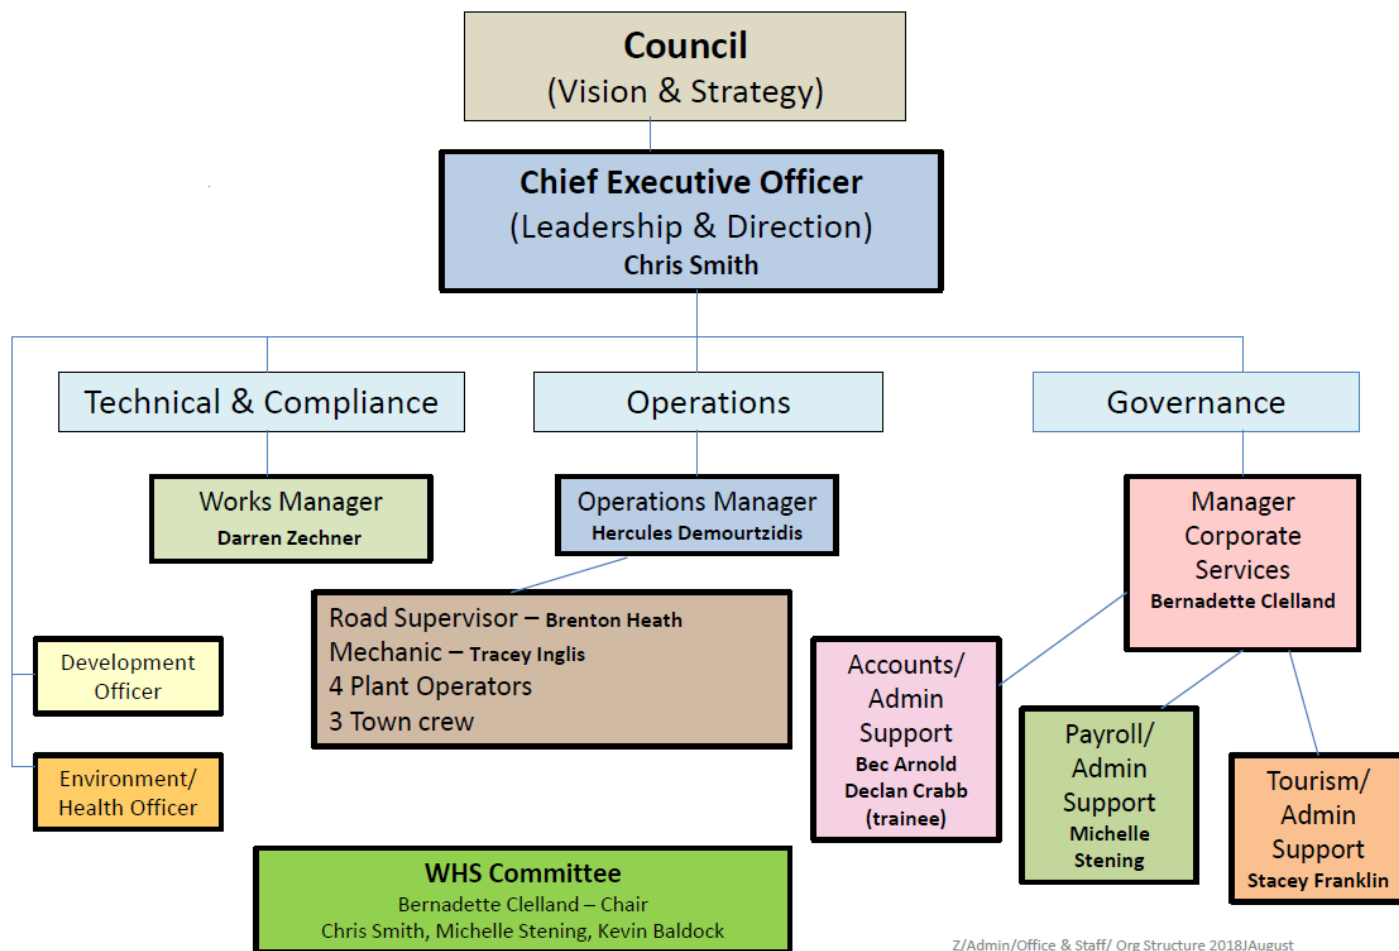 Council
(Vision & Strategy)
Chief Executive Officer
(Leadership & Direction)
Chris Smith
Technical & Compliance
Operations
Governance
Works Manager
Darren Zechner
Operations Manager
Hercules Demourtzidis
Manager
Corporate
Services
Bernadette Clelland
Road Supervisor – Brenton Heath
Mechanic – Tracey Inglis
4 Plant Operators
3 Town crew
Development
Officer
Environment/
Health Officer
Accounts/
Admin
Support
Bec Arnold
Declan Crabb
(trainee)
Payroll/
Admin
Support
Michelle
Stening
Tourism/
Admin
Support
Stacey Franklin
WHS Committee
Bernadette Clelland – Chair
Chris Smith, Michelle Stening, Kevin Baldock
Z/Admin/Office & Staff/ Org Structure 2018JAugust